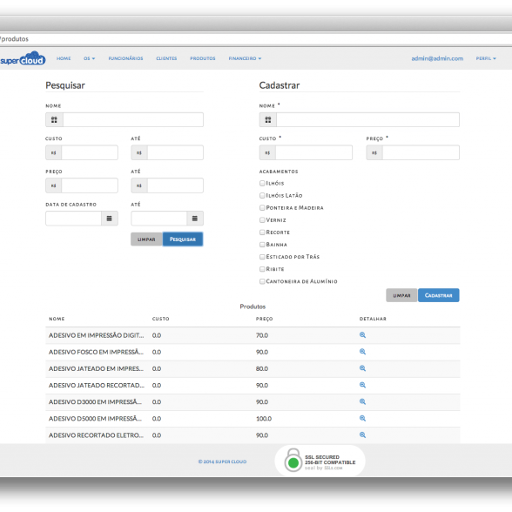 /produtos
super cloud HOME OS FUNCIONÁRIOS CLIENTES PRODUTOS FINANCEIRO admin@admin.com PERFIL
Pesquisar Cadastrar
NOME NOME *
CUSTO ATÉ CUSTO * PREÇO *
R$ R$ R$ R$
PREÇO ATÉ ACABAMENTOS
R$ R$ ILHÓIS
ILHÓIS LATÃO
DATA DE CADASTRO ATÉ PONTEIRA E MADEIRA
VERNIZ
RECORTE
LIMPAR PESQUISAR BAINHA
ESTICADO POR TRÁS
RIBITE
CANTONEIRA DE ALUMÍNIO
LIMPAR CADASTRAR
Produtos
NOME CUSTO PREÇO DETALHAR
ADESIVO EM IMPRESSÃO DIGIT... 0.0 70.0
ADESIVO FOSCO EM IMPRESSÃ... 0.0 90.0
ADESIVO JATEADO EM IMPRES... 0.0 80.0
ADESIVO JATEADO RECORTAD... 0.0 90.0
ADESIVO D3000 EM IMPRESSÃ... 0.0 90.0
ADESIVO D5000 EM IMPRESSÃ... 0.0 100.0
ADESIVO RECORTADO ELETRO... 0.0 90.0
© 2014 SUPER CLOUD
SSL SECURED
256-BIT COMPATIBLE